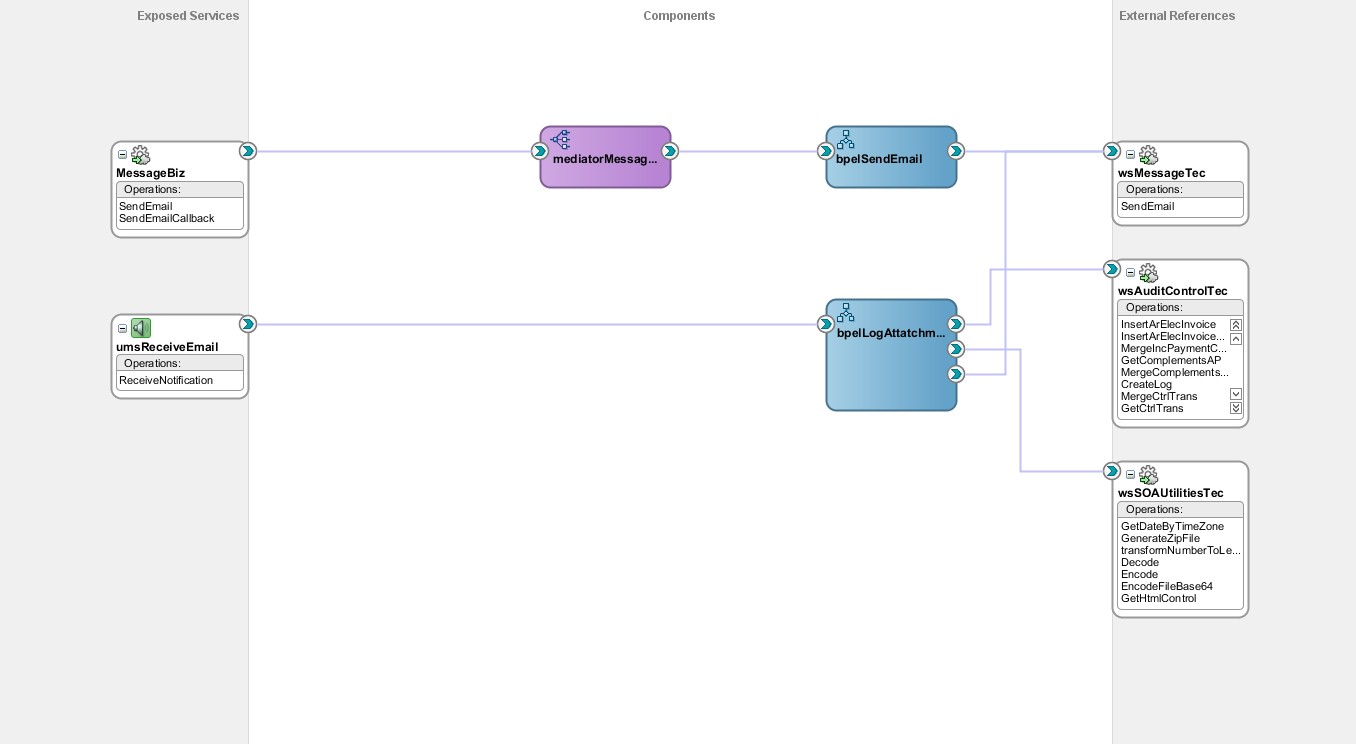 Exposed Services
Components
External References
MessageBiz
Operations:
SendEmail
SendEmailCallback
mediatorMessag...
bpelSendEmail
wsMessageTec
Operations:
SendEmail
umsReceiveEmail
Operations:
ReceiveNotification
bpelLogAttatchm...
wsAuditControlTec
Operations:
InsertArElecInvoice
InsertArElecInvoice...
MergeIncPaymentC...
GetComplementsAP
MergeComplements...
CreateLog
MergeCtrlTrans
GetCtrlTrans
wsSOAUtilitiesTec
Operations:
GetDateByTimeZone
GenerateZipFile
transformNumberToLe...
Decode
Encode
EncodeFileBase64
GetHtmlControl